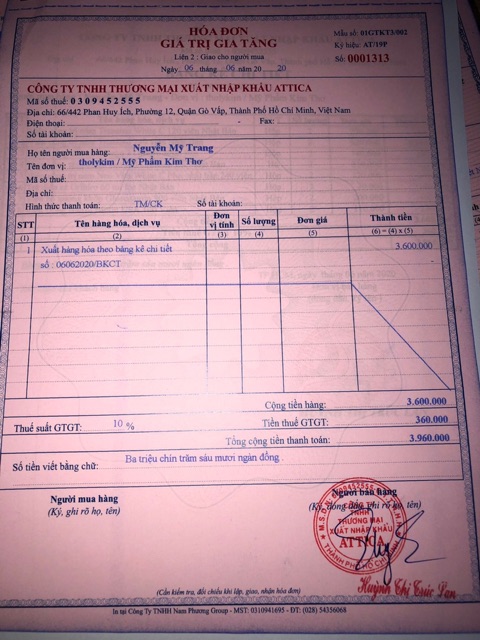 HÓA ĐƠN
GIÁ TRỊ GIA TĂNG
Liên 2: Giao cho người mua
Ngày 06 tháng 06 năm 20 20
Mẫu số: 01GTKT3/002
Ký hiệu: AT/19P
Số: 0001313
CÔNG TY TNHH THƯƠNG MẠI XUẤT NHẬP KHẨU ATTICA
Mã số thuế: 0309452555
Địa chỉ: 66/442 Phan Huy Ích, Phường 12, Quận Gò Vấp, Thành Phố Hồ Chí Minh, Việt Nam
Điện thoại: - Fax:
Số tài khoản:
Họ tên người mua hàng: Nguyễn Mỹ Trang
Tên đơn vị: tholykim / Mỹ Phẩm Kim Thơ
Mã số thuế:
Địa chỉ:
Hình thức thanh toán: TM/CK Số tài khoản:
STT Tên hàng hóa, dịch vụ Đơn vị tính Số lượng Đơn giá Thành tiền
(1) (2) (3) (4) (5) (6) = (4) x (5)
1 Xuất hàng hóa theo bảng kê chi tiết 3.600.000
số : 06062020/BKCT
Cộng tiền hàng: 3.600.000
Thuế suất GTGT: 10 % Tiền thuế GTGT: 360.000
Tổng cộng tiền thanh toán: 3.960.000
Số tiền viết bằng chữ: Ba triệu chín trăm sáu mươi ngàn đồng
Người mua hàng Người bán hàng
(Ký, ghi rõ họ, tên) (Ký, đóng dấu, ghi rõ họ, tên)
TNHH
THƯƠNG MẠI
XUẤT NHẬP KHẨU
ATTICA
Huỳnh Thị Trúc Lan
(Cần kiểm tra, đối chiếu khi lập, giao, nhận hóa đơn)
In tại Công Ty TNHH Nam Phương Group - MST: 0310941695 - ĐT: (028) 54356068